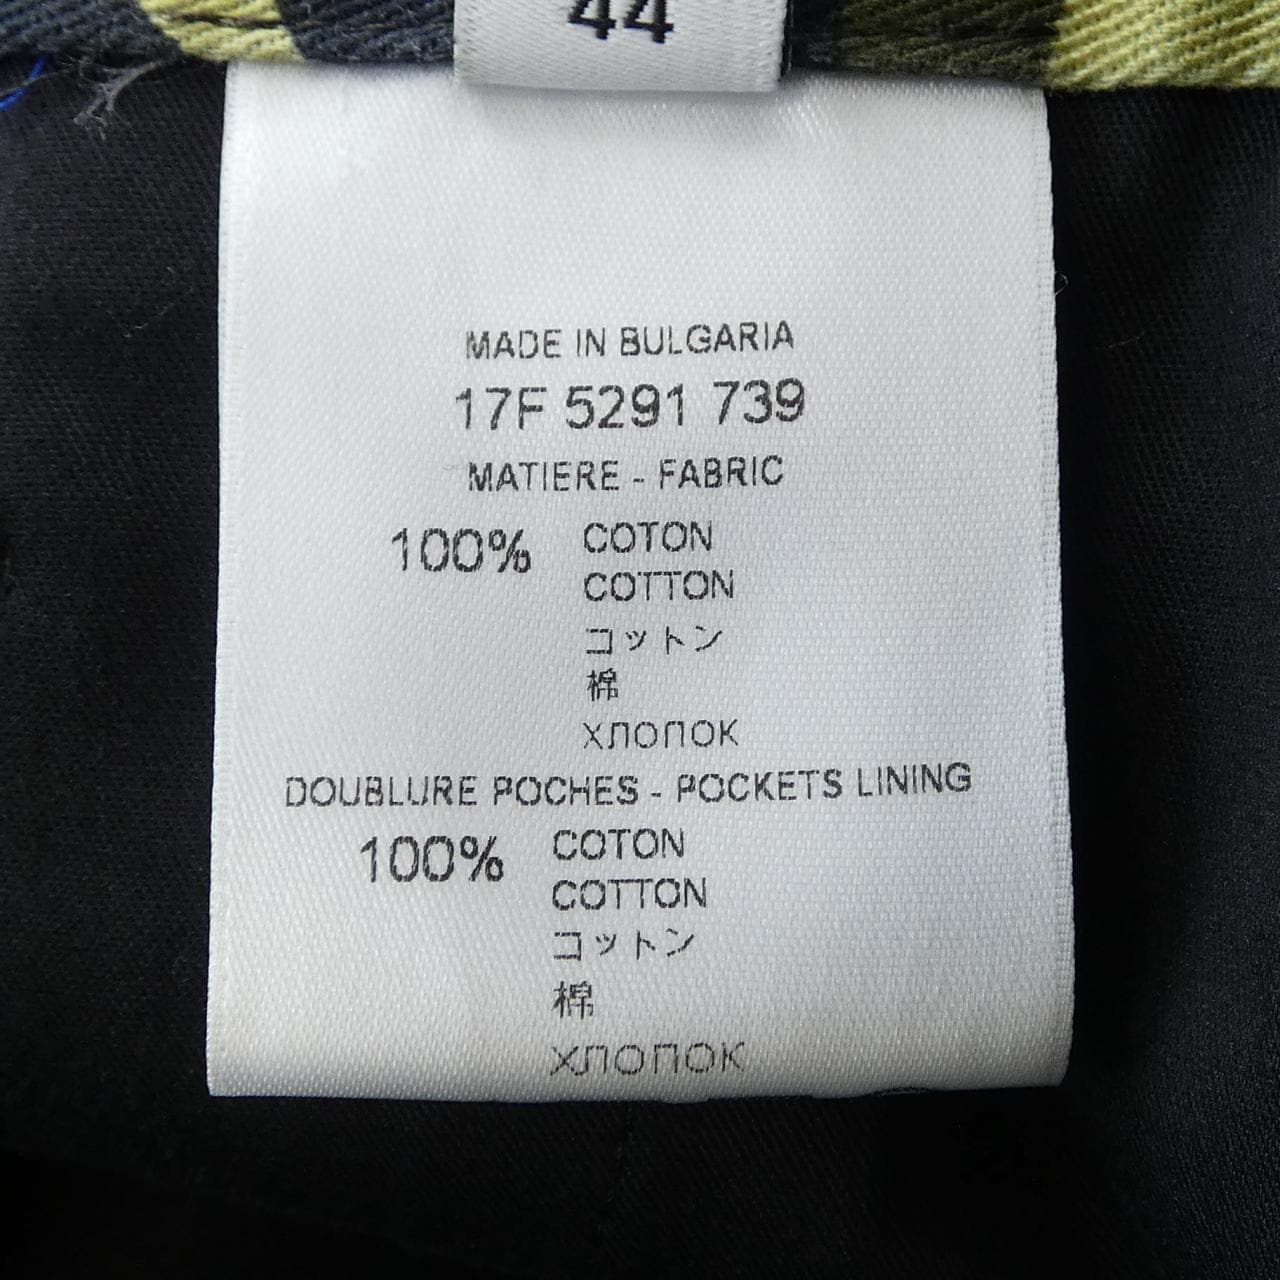 44
MADE IN BULGARIA
17F 5291 739
MATIERE - FABRIC
100% COTON
COTTON
コットン
棉
ХЛОПОК
DOUBLURE POCHES - POCKETS LINING
100% COTON
COTTON
コットン
棉
ХЛОПОК